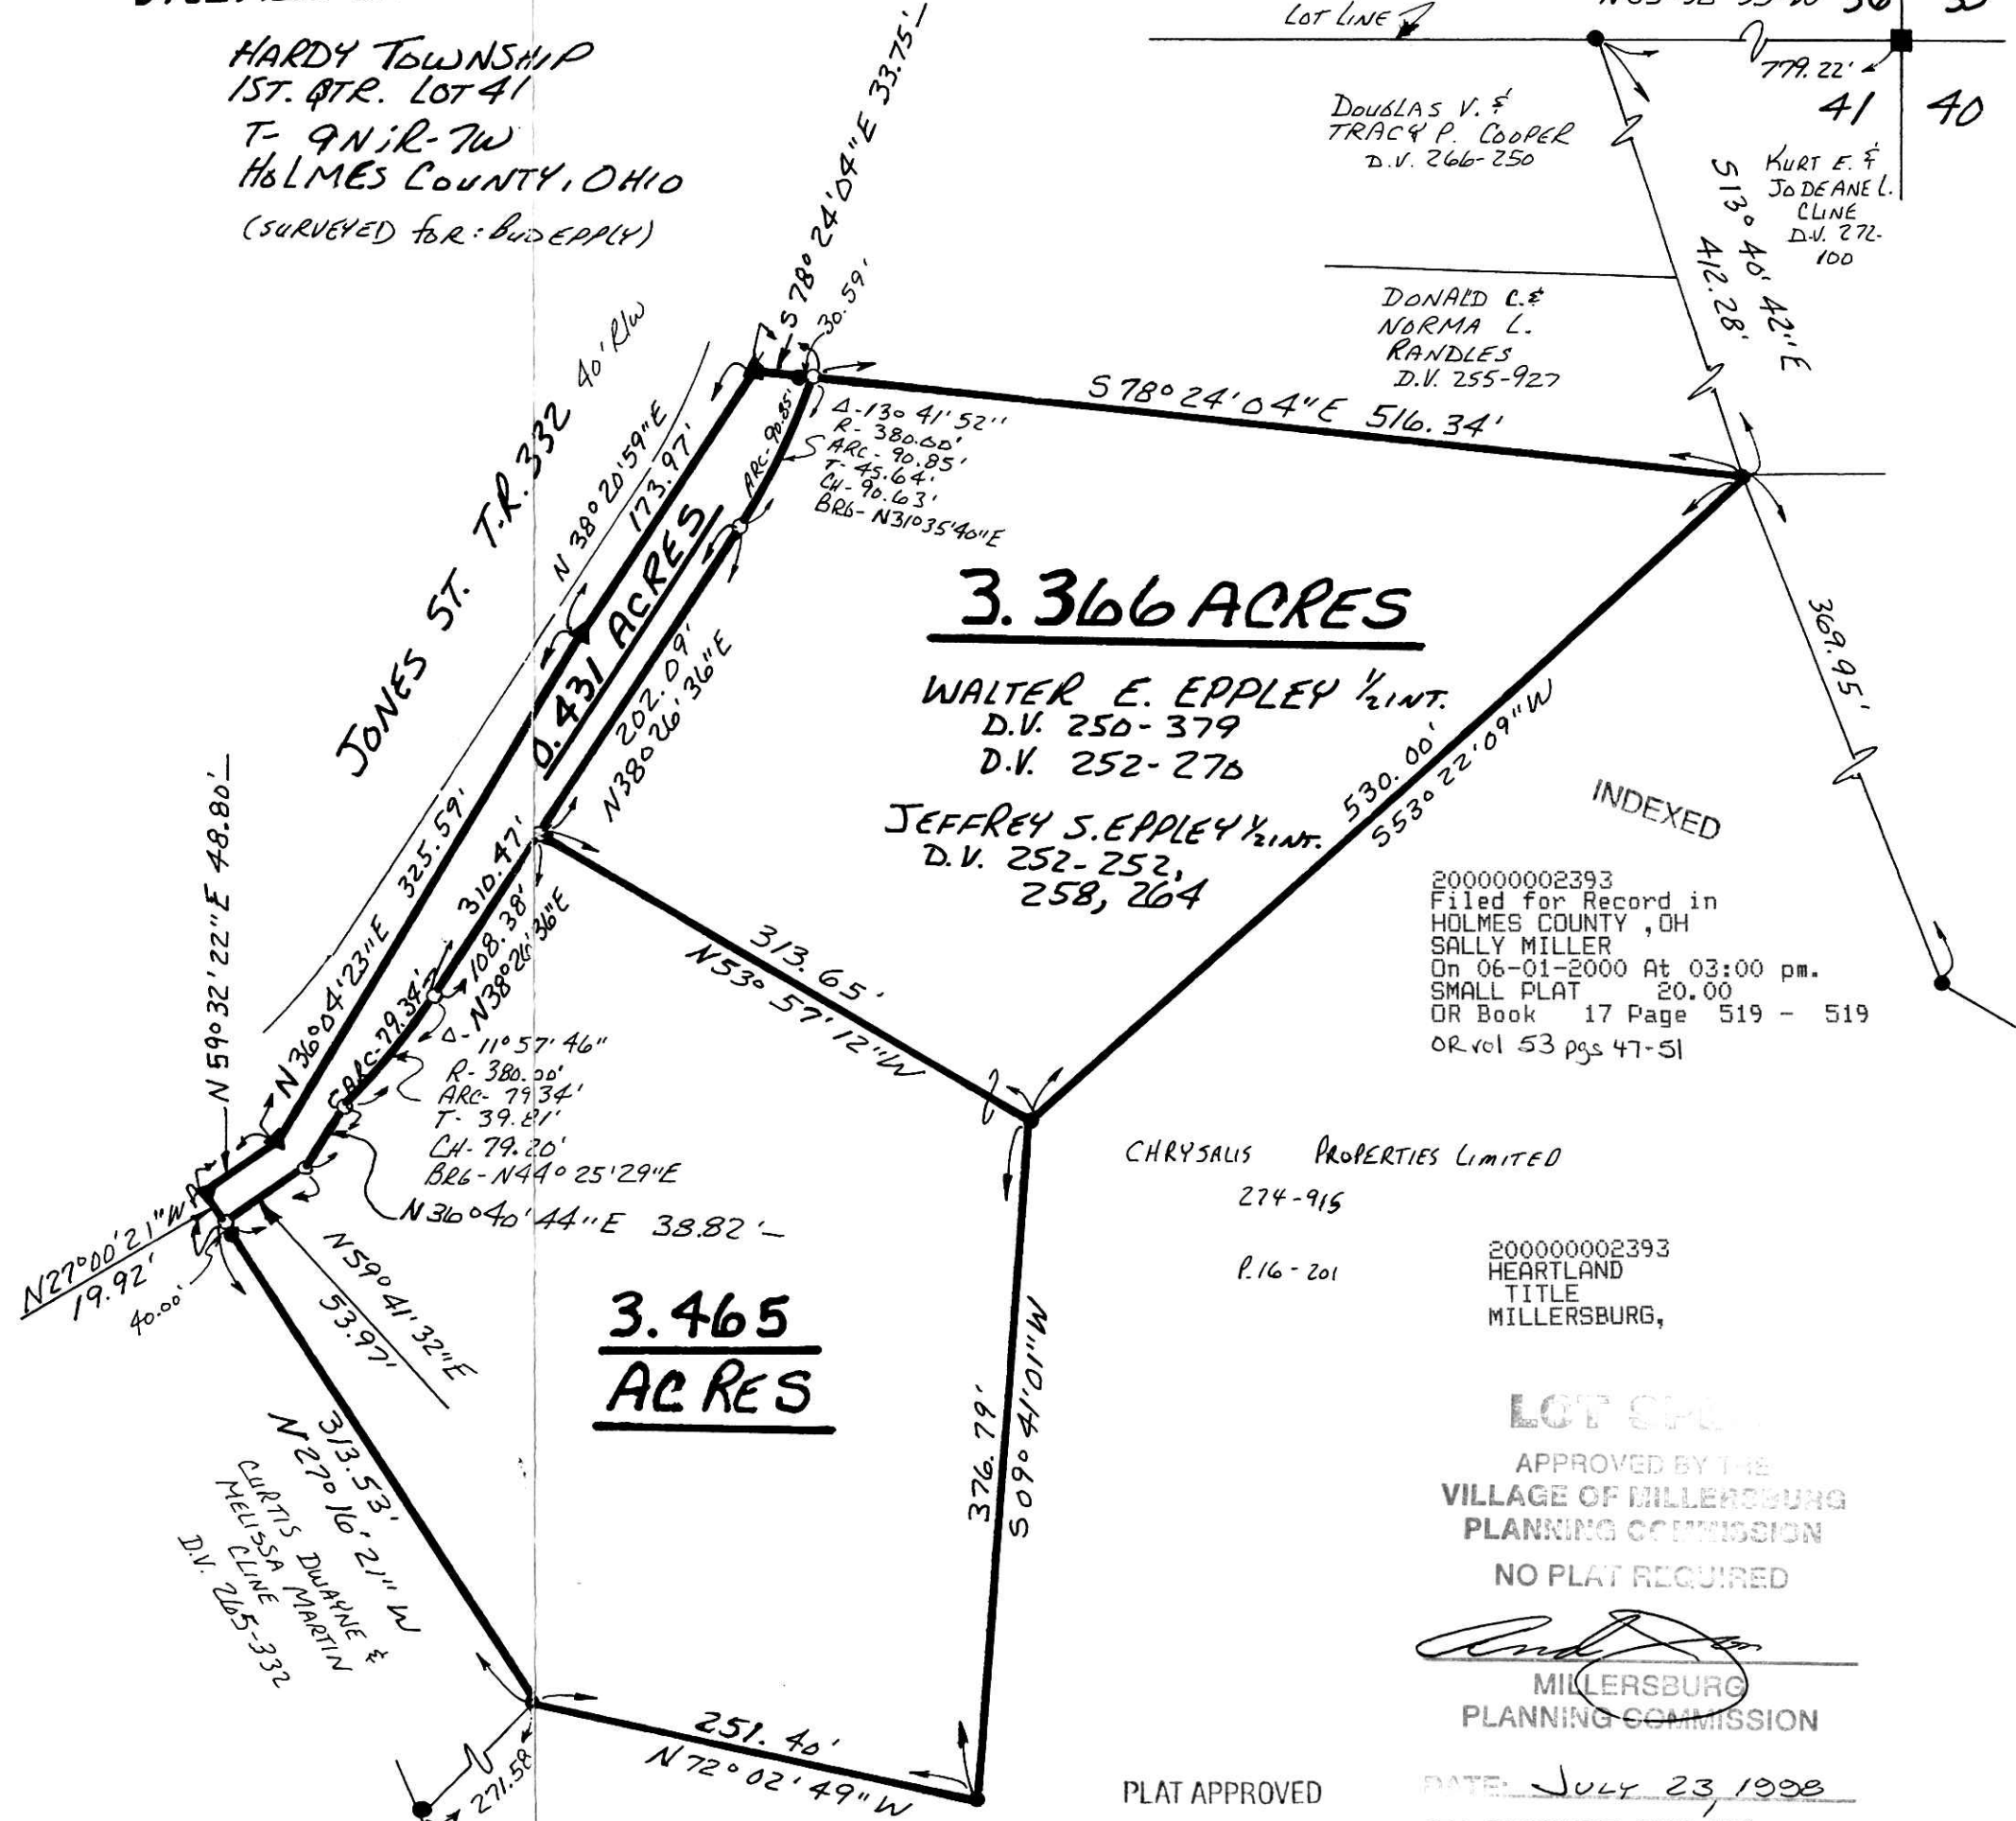 HARDY TOWNSHIP
1ST. QTR. LOT 41
T- 9N; R-7W
HOLMES COUNTY, OHIO
(SURVEYED FOR: BUD EPPLY)
LOT LINE
36
779.22'
41
40
DOUGLAS V. &
TRACY P. COOPER
D.V. 266-250
KURT E. &
JODEANE L.
CLINE
D.V. 272-
100
S13° 40' 42"E
412.28'
DONALD C. &
NORMA L.
RANDLES
D.V. 255-927
S 78° 24' 04"E 33.75'
30.59'
JONES ST. T.R. 332 40' R/W
N 38° 20' 59"E
173.97'
ARC-90.85'
Δ-13° 41' 52"
R- 380.00'
ARC- 90.85'
T- 45.64'
CH- 90.63'
BRG- N31°35'40"E
S 78° 24' 04"E 516.34'
0.431 ACRES
202.09'
N38° 26' 36"E
3.366 ACRES
WALTER E. EPPLEY 1/2 INT.
D.V. 250-379
D.V. 252-270
JEFFREY S. EPPLEY 1/2 INT.
D.V. 252-252,
258, 264
530.00'
S53° 22' 09"W
369.95'
INDEXED
200000002393
Filed for Record in
HOLMES COUNTY ,OH
SALLY MILLER
On 06-01-2000 At 03:00 pm.
SMALL PLAT 20.00
OR Book 17 Page 519 - 519
OR vol 53 pgs 47-51
N 59° 32' 22"E 48.80'
N36° 04' 23"E 325.59'
310.47'
108.38'
N38° 26' 36"E
ARC-79.34'
Δ- 11° 57' 46"
R- 380.00'
ARC- 79.34'
T- 39.81'
CH- 79.20'
BRG- N44° 25' 29"E
N36° 40' 44"E 38.82'
313.65'
N53° 57' 12"W
N27°00'21"W
19.92'
40.00'
N59° 41' 32"E
53.97'
CHRYSALIS PROPERTIES LIMITED
274-915
P.16-201
200000002393
HEARTLAND
TITLE
MILLERSBURG,
3.465
ACRES
376.79'
S 09° 41' 01"W
313.53'
N 27° 16' 21" W
CURTIS DWAYNE &
MELISSA MARTIN
CLINE
D.V. 265-332
251.40'
N 72° 02' 49" W
271.58
LOT
APPROVED BY THE
VILLAGE OF MILLERSBURG
PLANNING COMMISSION
NO PLAT REQUIRED
MILLERSBURG
PLANNING COMMISSION
PLAT APPROVED
DATE: JULY 23, 1998